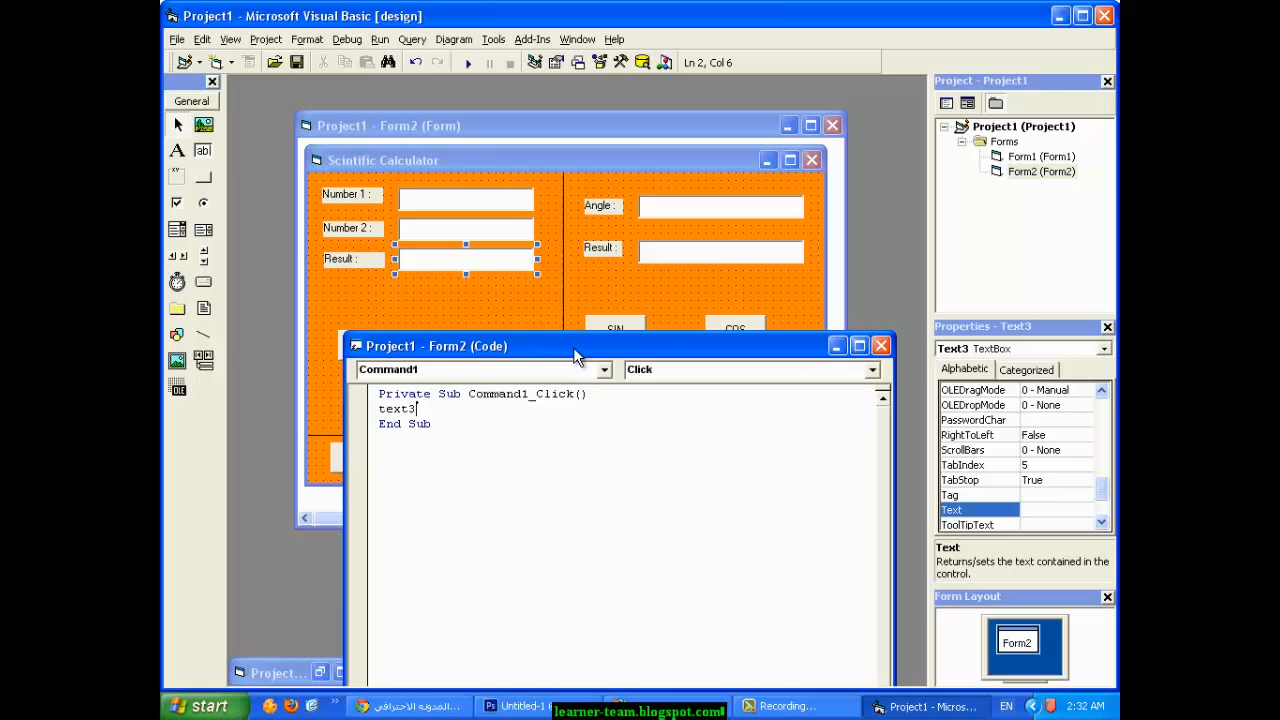 Project1 - Microsoft Visual Basic [design]
File Edit View Project Format Debug Run Query Diagram Tools Add-Ins Window Help
Ln 2, Col 6
General
Project1 - Form2 (Form)
Scintific Calculator
Number 1 :
Number 2 :
Result :
Angle :
Result :
SIN
COS
Project1 - Form2 (Code)
Command1
Click
Private Sub Command1_Click()
text3
End Sub
Project - Project1
Project1 (Project1)
Forms
Form1 (Form1)
Form2 (Form2)
Properties - Text3
Text3 TextBox
Alphabetic Categorized
OLEDragMode 0 - Manual
OLEDropMode 0 - None
PasswordChar
RightToLeft False
ScrollBars 0 - None
TabIndex 5
TabStop True
Tag
Text
ToolTipText
Text
Returns/sets the text contained in the
control.
Form Layout
Form2
Project...
start
المدونه الاحترافي...
Untitled-1
Recording...
Project1 - Micros...
EN
2:32 AM
learner-team.blogspot.com